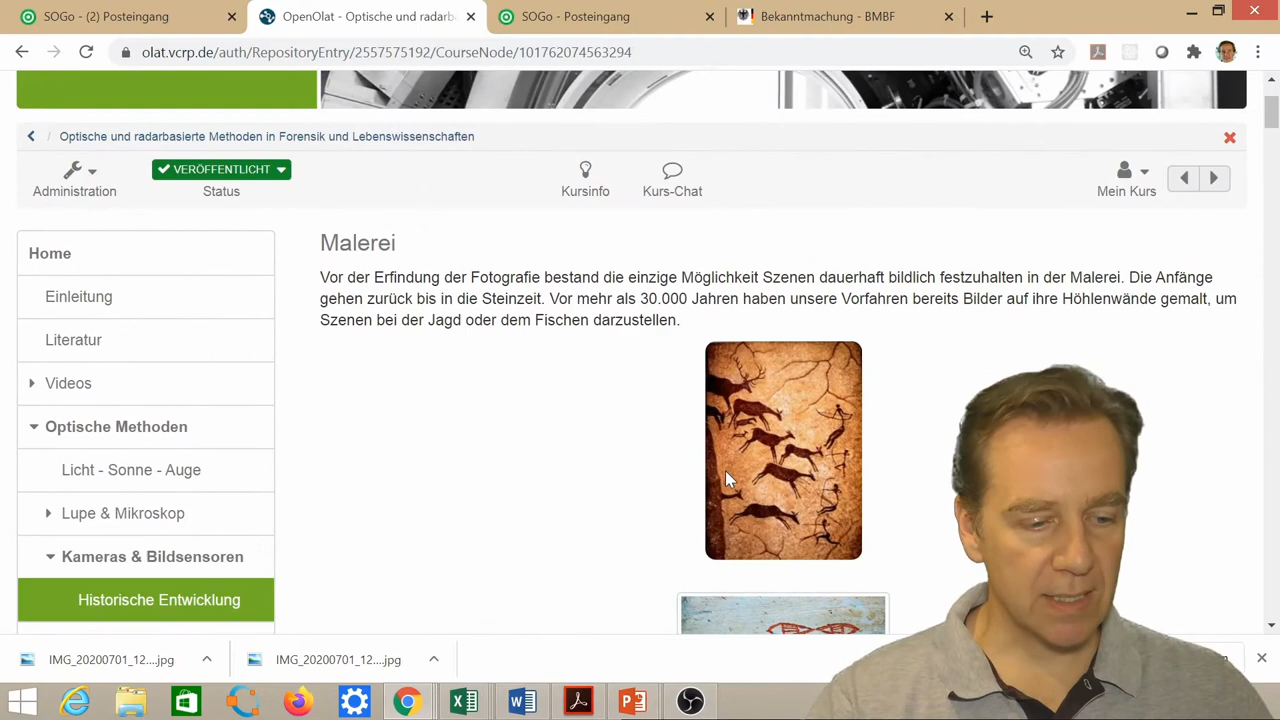 SOGo - (2) Posteingang
OpenOlat - Optische und radarb
SOGo - Posteingang
Bekanntmachung - BMBF
olat.vcrp.de/auth/RepositoryEntry/2557575192/CourseNode/101762074563294
Optische und radarbasierte Methoden in Forensik und Lebenswissenschaften
Administration
VERÖFFENTLICHT
Status
Kursinfo
Kurs-Chat
Mein Kurs
Home
Einleitung
Literatur
Videos
Optische Methoden
Licht - Sonne - Auge
Lupe & Mikroskop
Kameras & Bildsensoren
Historische Entwicklung
Malerei
Vor der Erfindung der Fotografie bestand die einzige Möglichkeit Szenen dauerhaft bildlich festzuhalten in der Malerei. Die Anfänge
gehen zurück bis in die Steinzeit. Vor mehr als 30.000 Jahren haben unsere Vorfahren bereits Bilder auf ihre Höhlenwände gemalt, um
Szenen bei der Jagd oder dem Fischen darzustellen.
IMG_20200701_12....jpg
IMG_20200701_12....jpg